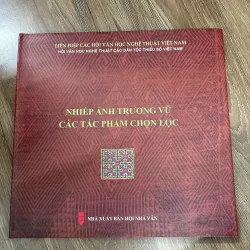 LIÊN HIỆP CÁC HỘI VĂN HỌC NGHỆ THUẬT VIỆT NAM
HỘI VĂN HỌC NGHỆ THUẬT CÁC DÂN TỘC THIỂU SỐ VIỆT NAM
NHIẾP ẢNH TRƯƠNG VỮ
CÁC TÁC PHẨM CHỌN LỌC
NHÀ XUẤT BẢN HỘI NHÀ VĂN